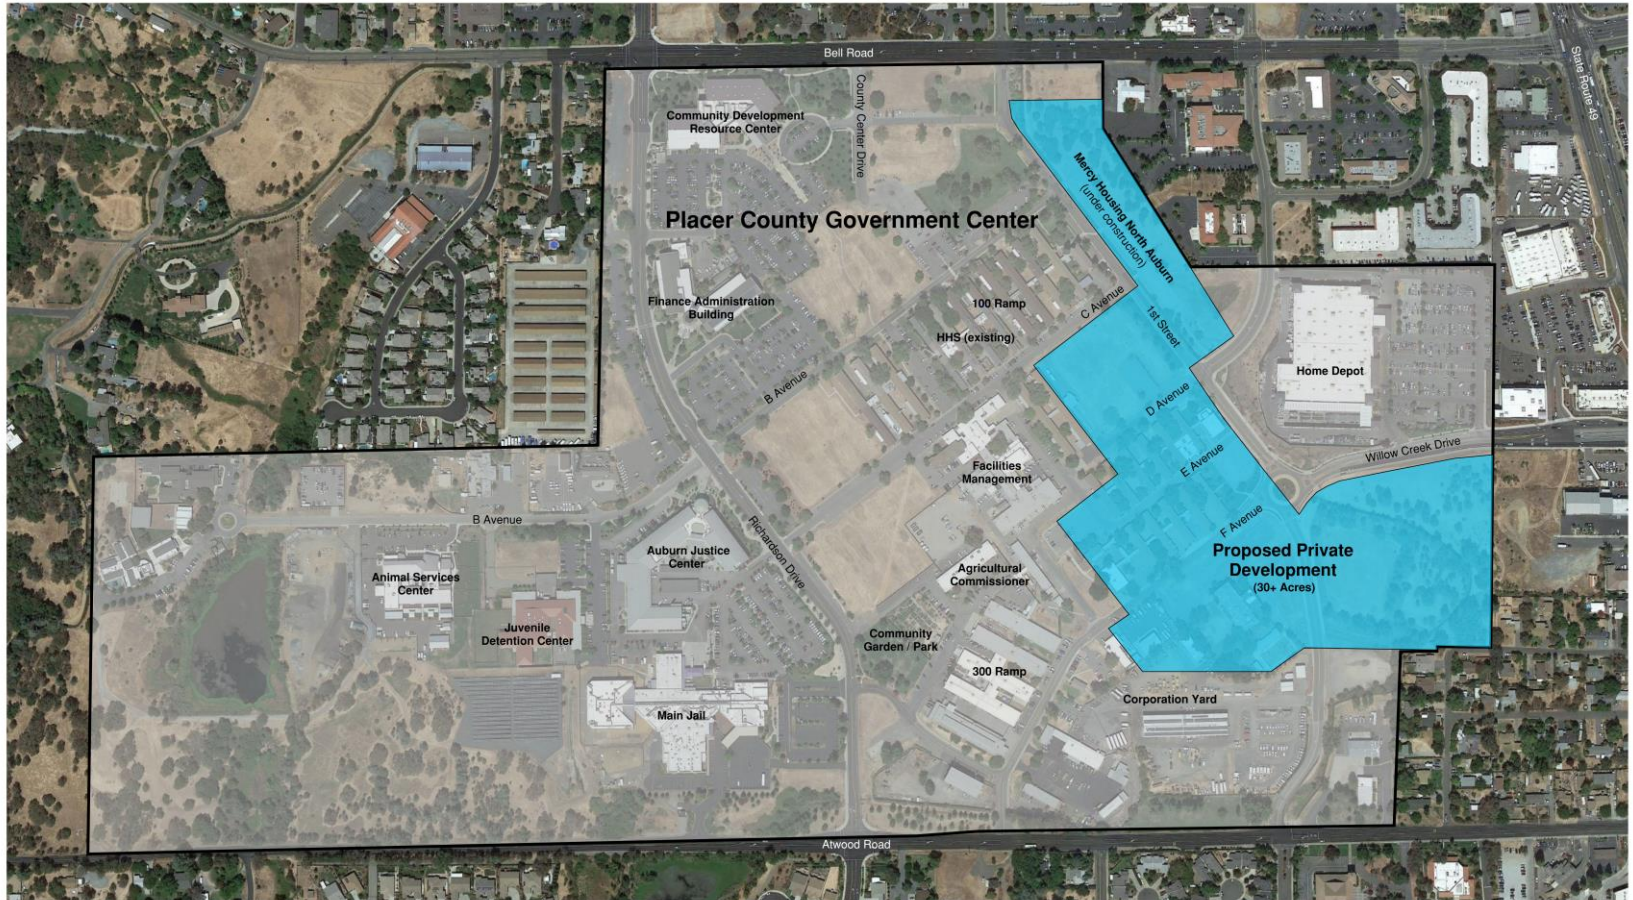 Bell Road
State Route 49
County Center Drive
Community Development
Resource Center
Mercy Housing North Auburn
(under construction)
Placer County Government Center
Finance Administration
Building
100 Ramp
C Avenue
1st Street
HHS (existing)
Home Depot
B Avenue
D Avenue
Willow Creek Drive
E Avenue
Facilities
Management
B Avenue
F Avenue
Richardson Drive
Auburn Justice
Center
Proposed Private
Development
(30+ Acres)
Animal Services
Center
Agricultural
Commissioner
Juvenile
Detention Center
Community
Garden / Park
300 Ramp
Corporation Yard
Main Jail
Atwood Road